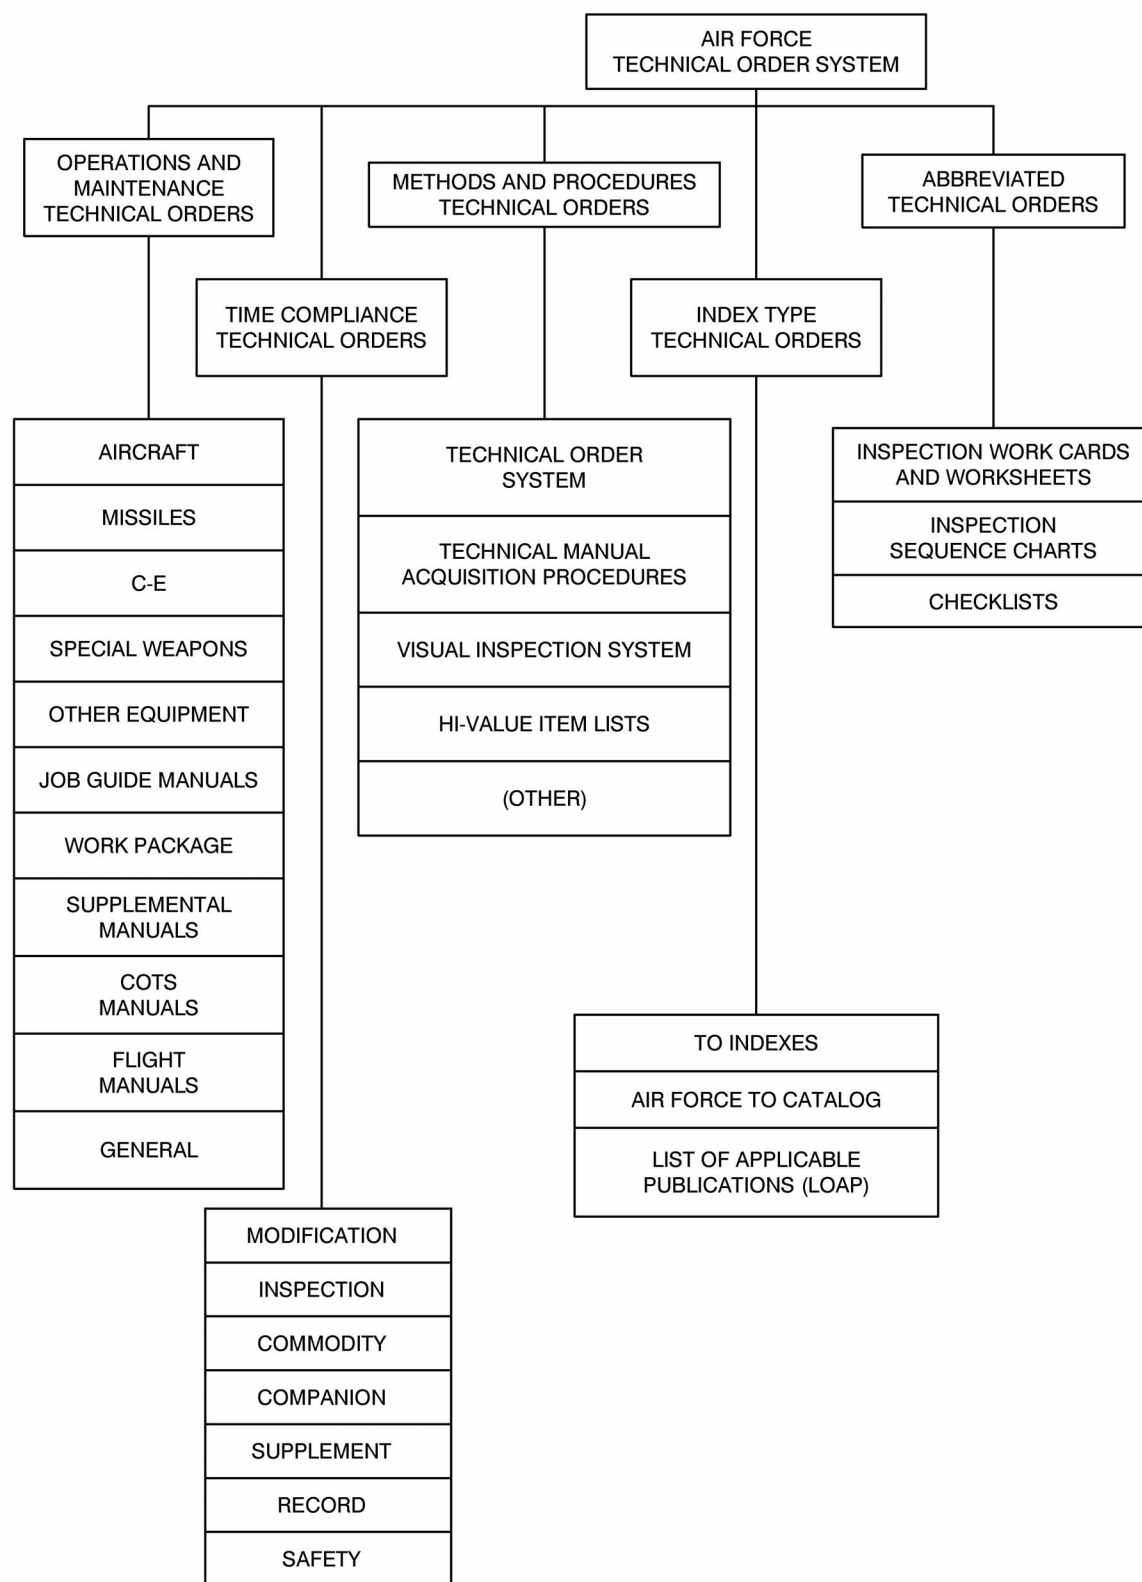 AIR FORCE
TECHNICAL ORDER SYSTEM
OPERATIONS AND
MAINTENANCE
TECHNICAL ORDERS
METHODS AND PROCEDURES
TECHNICAL ORDERS
ABBREVIATED
TECHNICAL ORDERS
TIME COMPLIANCE
TECHNICAL ORDERS
INDEX TYPE
TECHNICAL ORDERS
AIRCRAFT
MISSILES
C-E
SPECIAL WEAPONS
OTHER EQUIPMENT
JOB GUIDE MANUALS
WORK PACKAGE
SUPPLEMENTAL
MANUALS
COTS
MANUALS
FLIGHT
MANUALS
GENERAL
TECHNICAL ORDER
SYSTEM
TECHNICAL MANUAL
ACQUISITION PROCEDURES
VISUAL INSPECTION SYSTEM
HI-VALUE ITEM LISTS
(OTHER)
INSPECTION WORK CARDS
AND WORKSHEETS
INSPECTION
SEQUENCE CHARTS
CHECKLISTS
TO INDEXES
AIR FORCE TO CATALOG
LIST OF APPLICABLE
PUBLICATIONS (LOAP)
MODIFICATION
INSPECTION
COMMODITY
COMPANION
SUPPLEMENT
RECORD
SAFETY